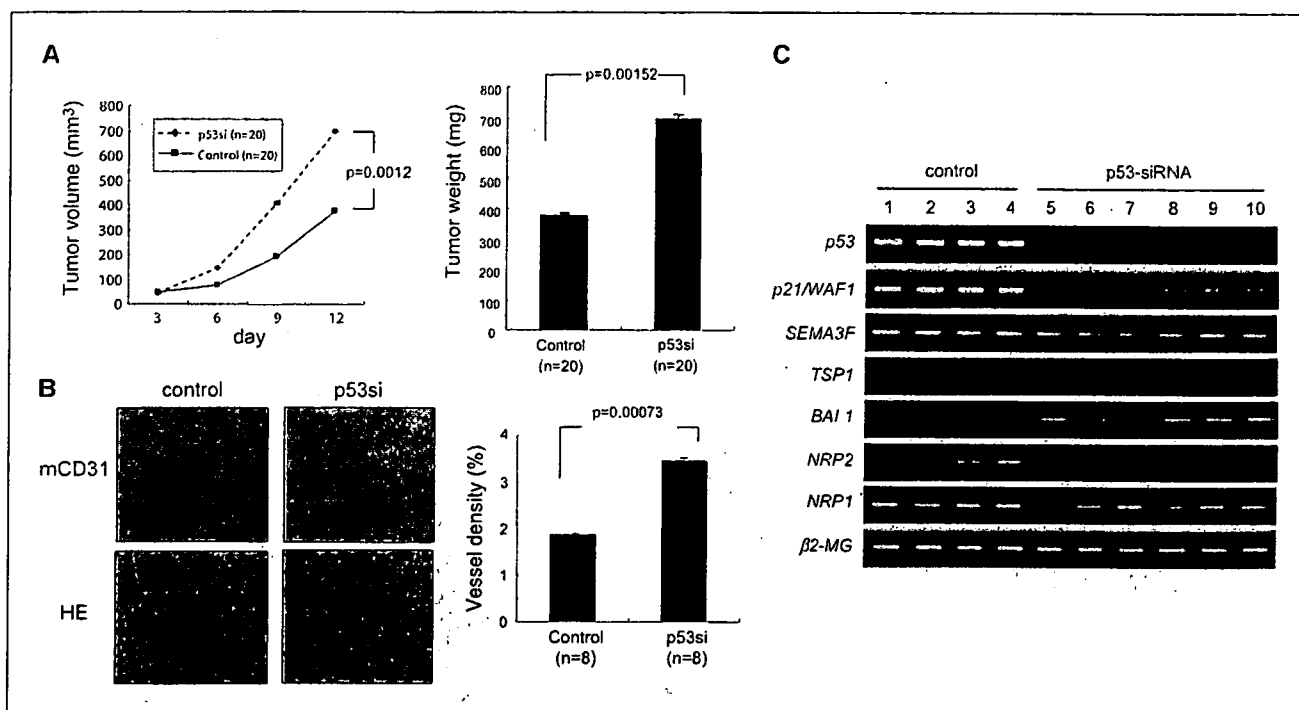 A
Tumor volume (mm³)
800
700
600
500
400
300
200
100
0
p53si (n=20)
Control (n=20)
p=0.0012
3 6 9 12
day
p=0.00152
Tumor weight (mg)
800
700
600
500
400
300
200
100
0
Control
(n=20)
p53si
(n=20)
B
control p53si
mCD31
HE
p=0.00073
Vessel density (%)
4
3
2
1
0
Control
(n=8)
p53si
(n=8)
C
control p53-siRNA
1 2 3 4 5 6 7 8 9 10
p53
p21/WAF1
SEMA3F
TSP1
BAI 1
NRP2
NRP1
β2-MG